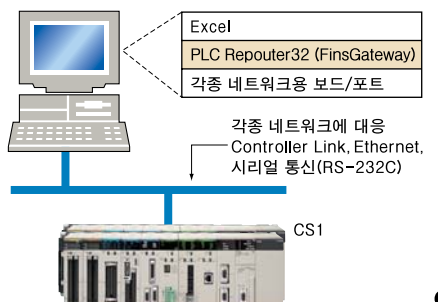 Excel
PLC Repouter32 (FinsGateway)
각종 네트워크용 보드/포트
각종 네트워크에 대응
Controller Link, Ethernet,
시리얼 통신(RS-232C)
CS1